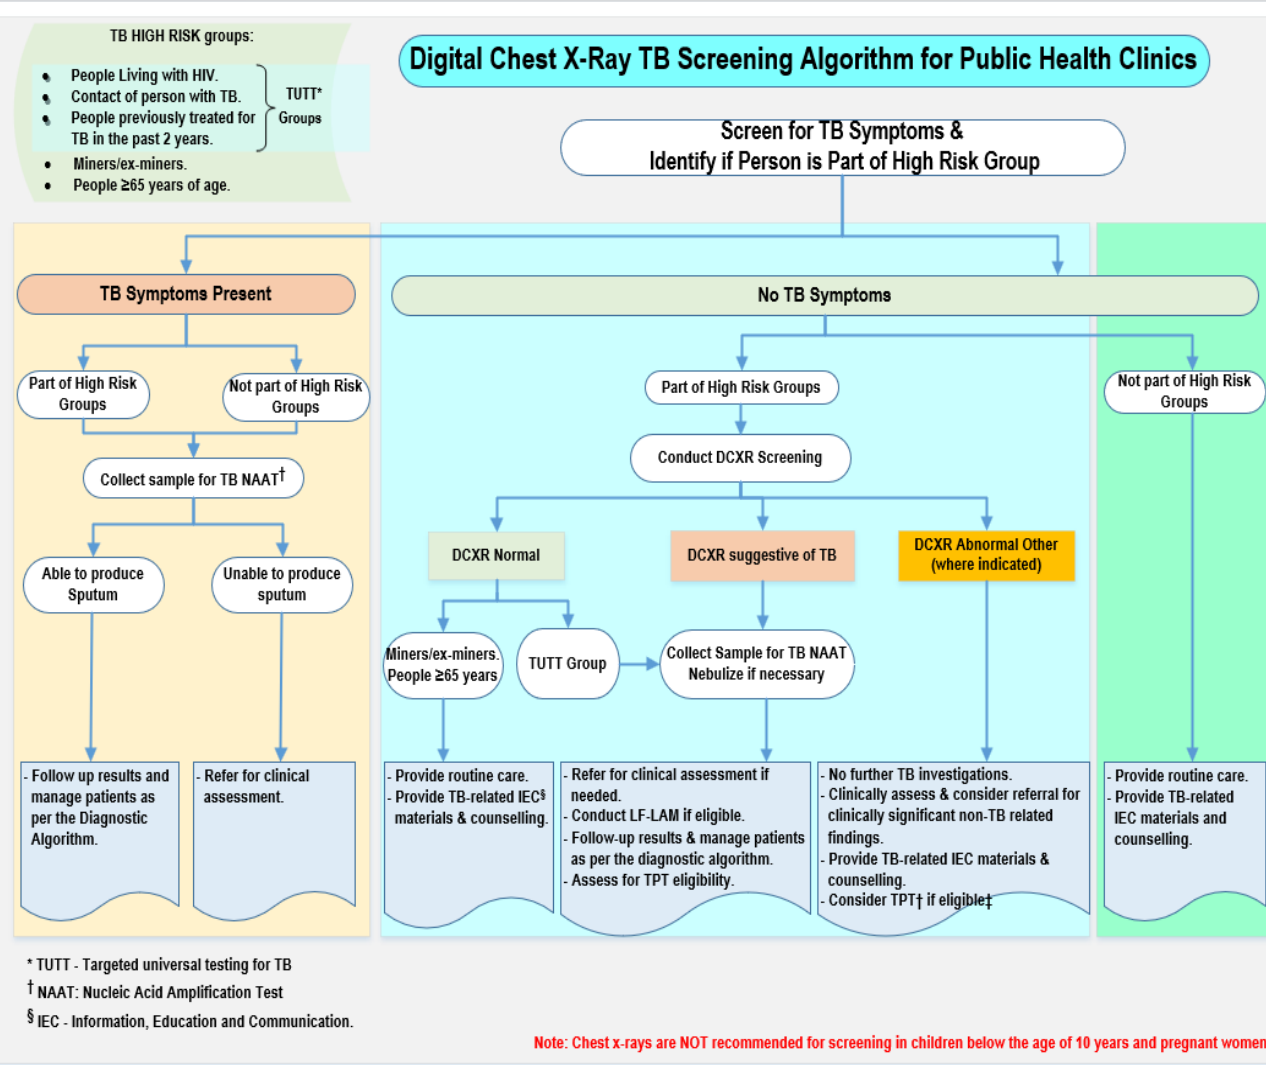 TB HIGH RISK groups:
• People Living with HIV.
• Contact of person with TB.
• People previously treated for
TB in the past 2 years.
TUTT*
Groups
• Miners/ex-miners.
• People ≥65 years of age.
Digital Chest X-Ray TB Screening Algorithm for Public Health Clinics
Screen for TB Symptoms &
Identify if Person is Part of High Risk Group
TB Symptoms Present
No TB Symptoms
Part of High Risk
Groups
Not part of High Risk
Groups
Collect sample for TB NAAT†
Able to produce
Sputum
Unable to produce
sputum
- Follow up results and
manage patients as
per the Diagnostic
Algorithm.
- Refer for clinical
assessment.
Part of High Risk Groups
Conduct DCXR Screening
DCXR Normal
DCXR suggestive of TB
DCXR Abnormal Other
(where indicated)
Miners/ex-miners.
People ≥65 years
TUTT Group
Collect Sample for TB NAAT
Nebulize if necessary
- Provide routine care.
- Provide TB-related IEC§
materials & counselling.
- Refer for clinical assessment if
needed.
- Conduct LF-LAM if eligible.
- Follow-up results & manage patients
as per the diagnostic algorithm.
- Assess for TPT eligibility.
- No further TB investigations.
- Clinically assess & consider referral for
clinically significant non-TB related
findings.
- Provide TB-related IEC materials &
counselling.
- Consider TPT† if eligible‡
Not part of High Risk
Groups
- Provide routine care.
- Provide TB-related
IEC materials and
counselling.
* TUTT - Targeted universal testing for TB
† NAAT: Nucleic Acid Amplification Test
§ IEC - Information, Education and Communication.
Note: Chest x-rays are NOT recommended for screening in children below the age of 10 years and pregnant women